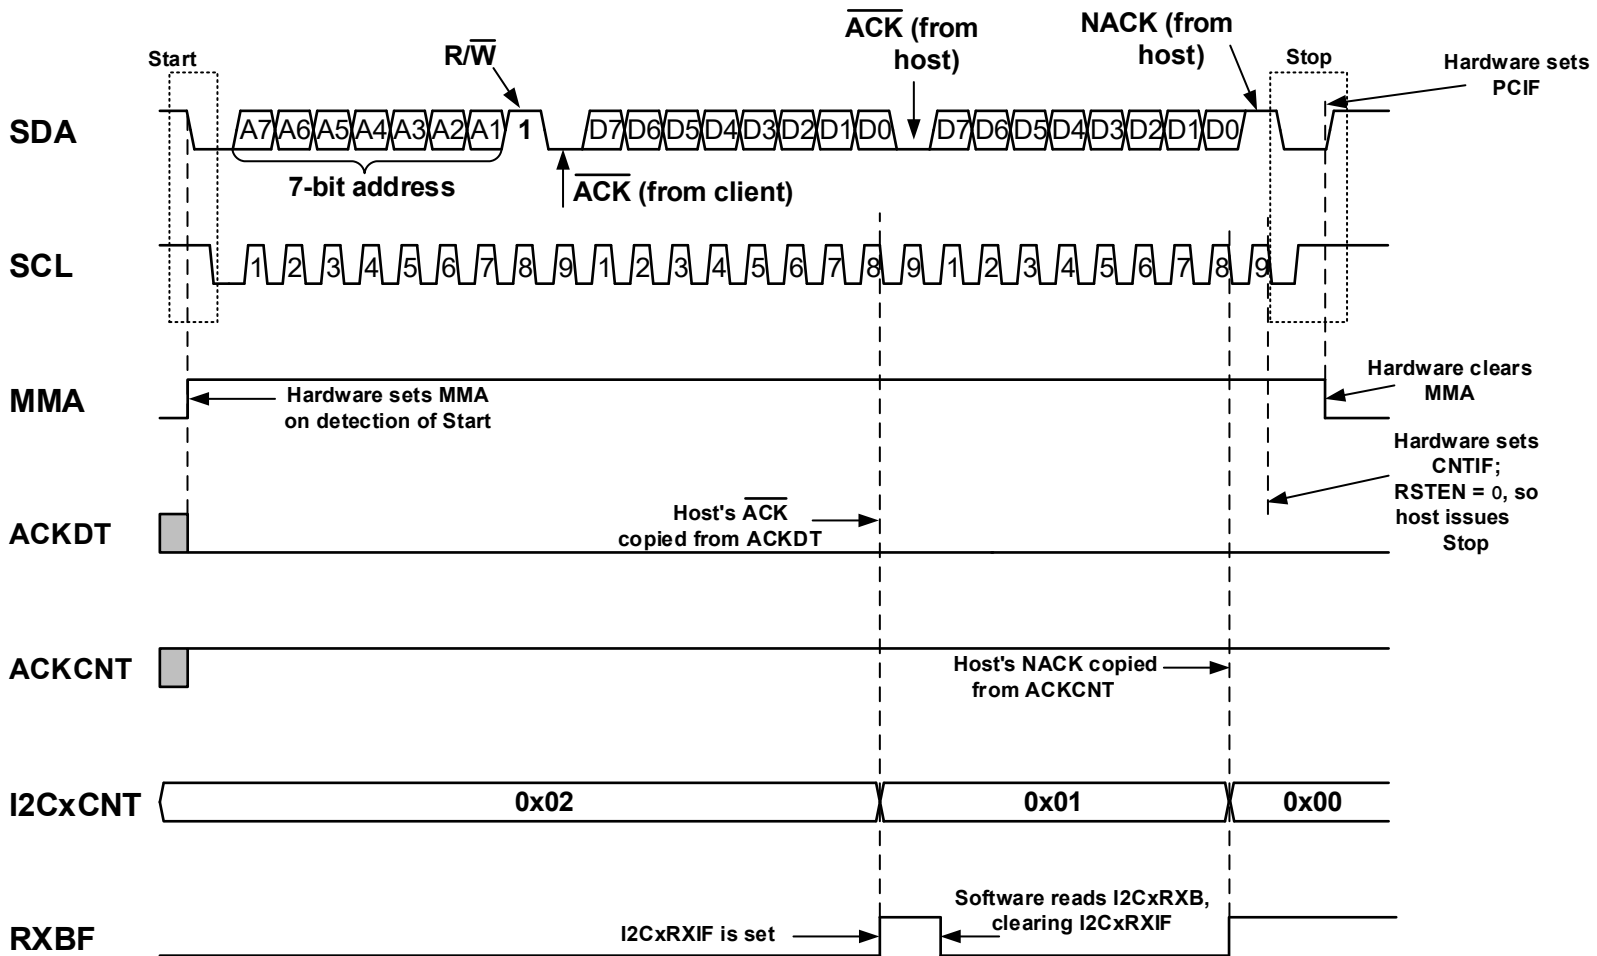 Start
R/W
ACK (from
host)
NACK (from
host)
Stop
Hardware sets
PCIF
SDA
A7 A6 A5 A4 A3 A2 A1 1 D7 D6 D5 D4 D3 D2 D1 D0 D7 D6 D5 D4 D3 D2 D1 D0
7-bit address
ACK (from client)
SCL
1 2 3 4 5 6 7 8 9 1 2 3 4 5 6 7 8 9 1 2 3 4 5 6 7 8 9
MMA
Hardware sets MMA
on detection of Start
Hardware clears
MMA
Hardware sets
CNTIF;
RSTEN = 0, so
host issues
Stop
ACKDT
Host's ACK
copied from ACKDT
ACKCNT
Host's NACK copied
from ACKCNT
I2CxCNT
0x02
0x01
0x00
RXBF
I2CxRXIF is set
Software reads I2CxRXB,
clearing I2CxRXIF